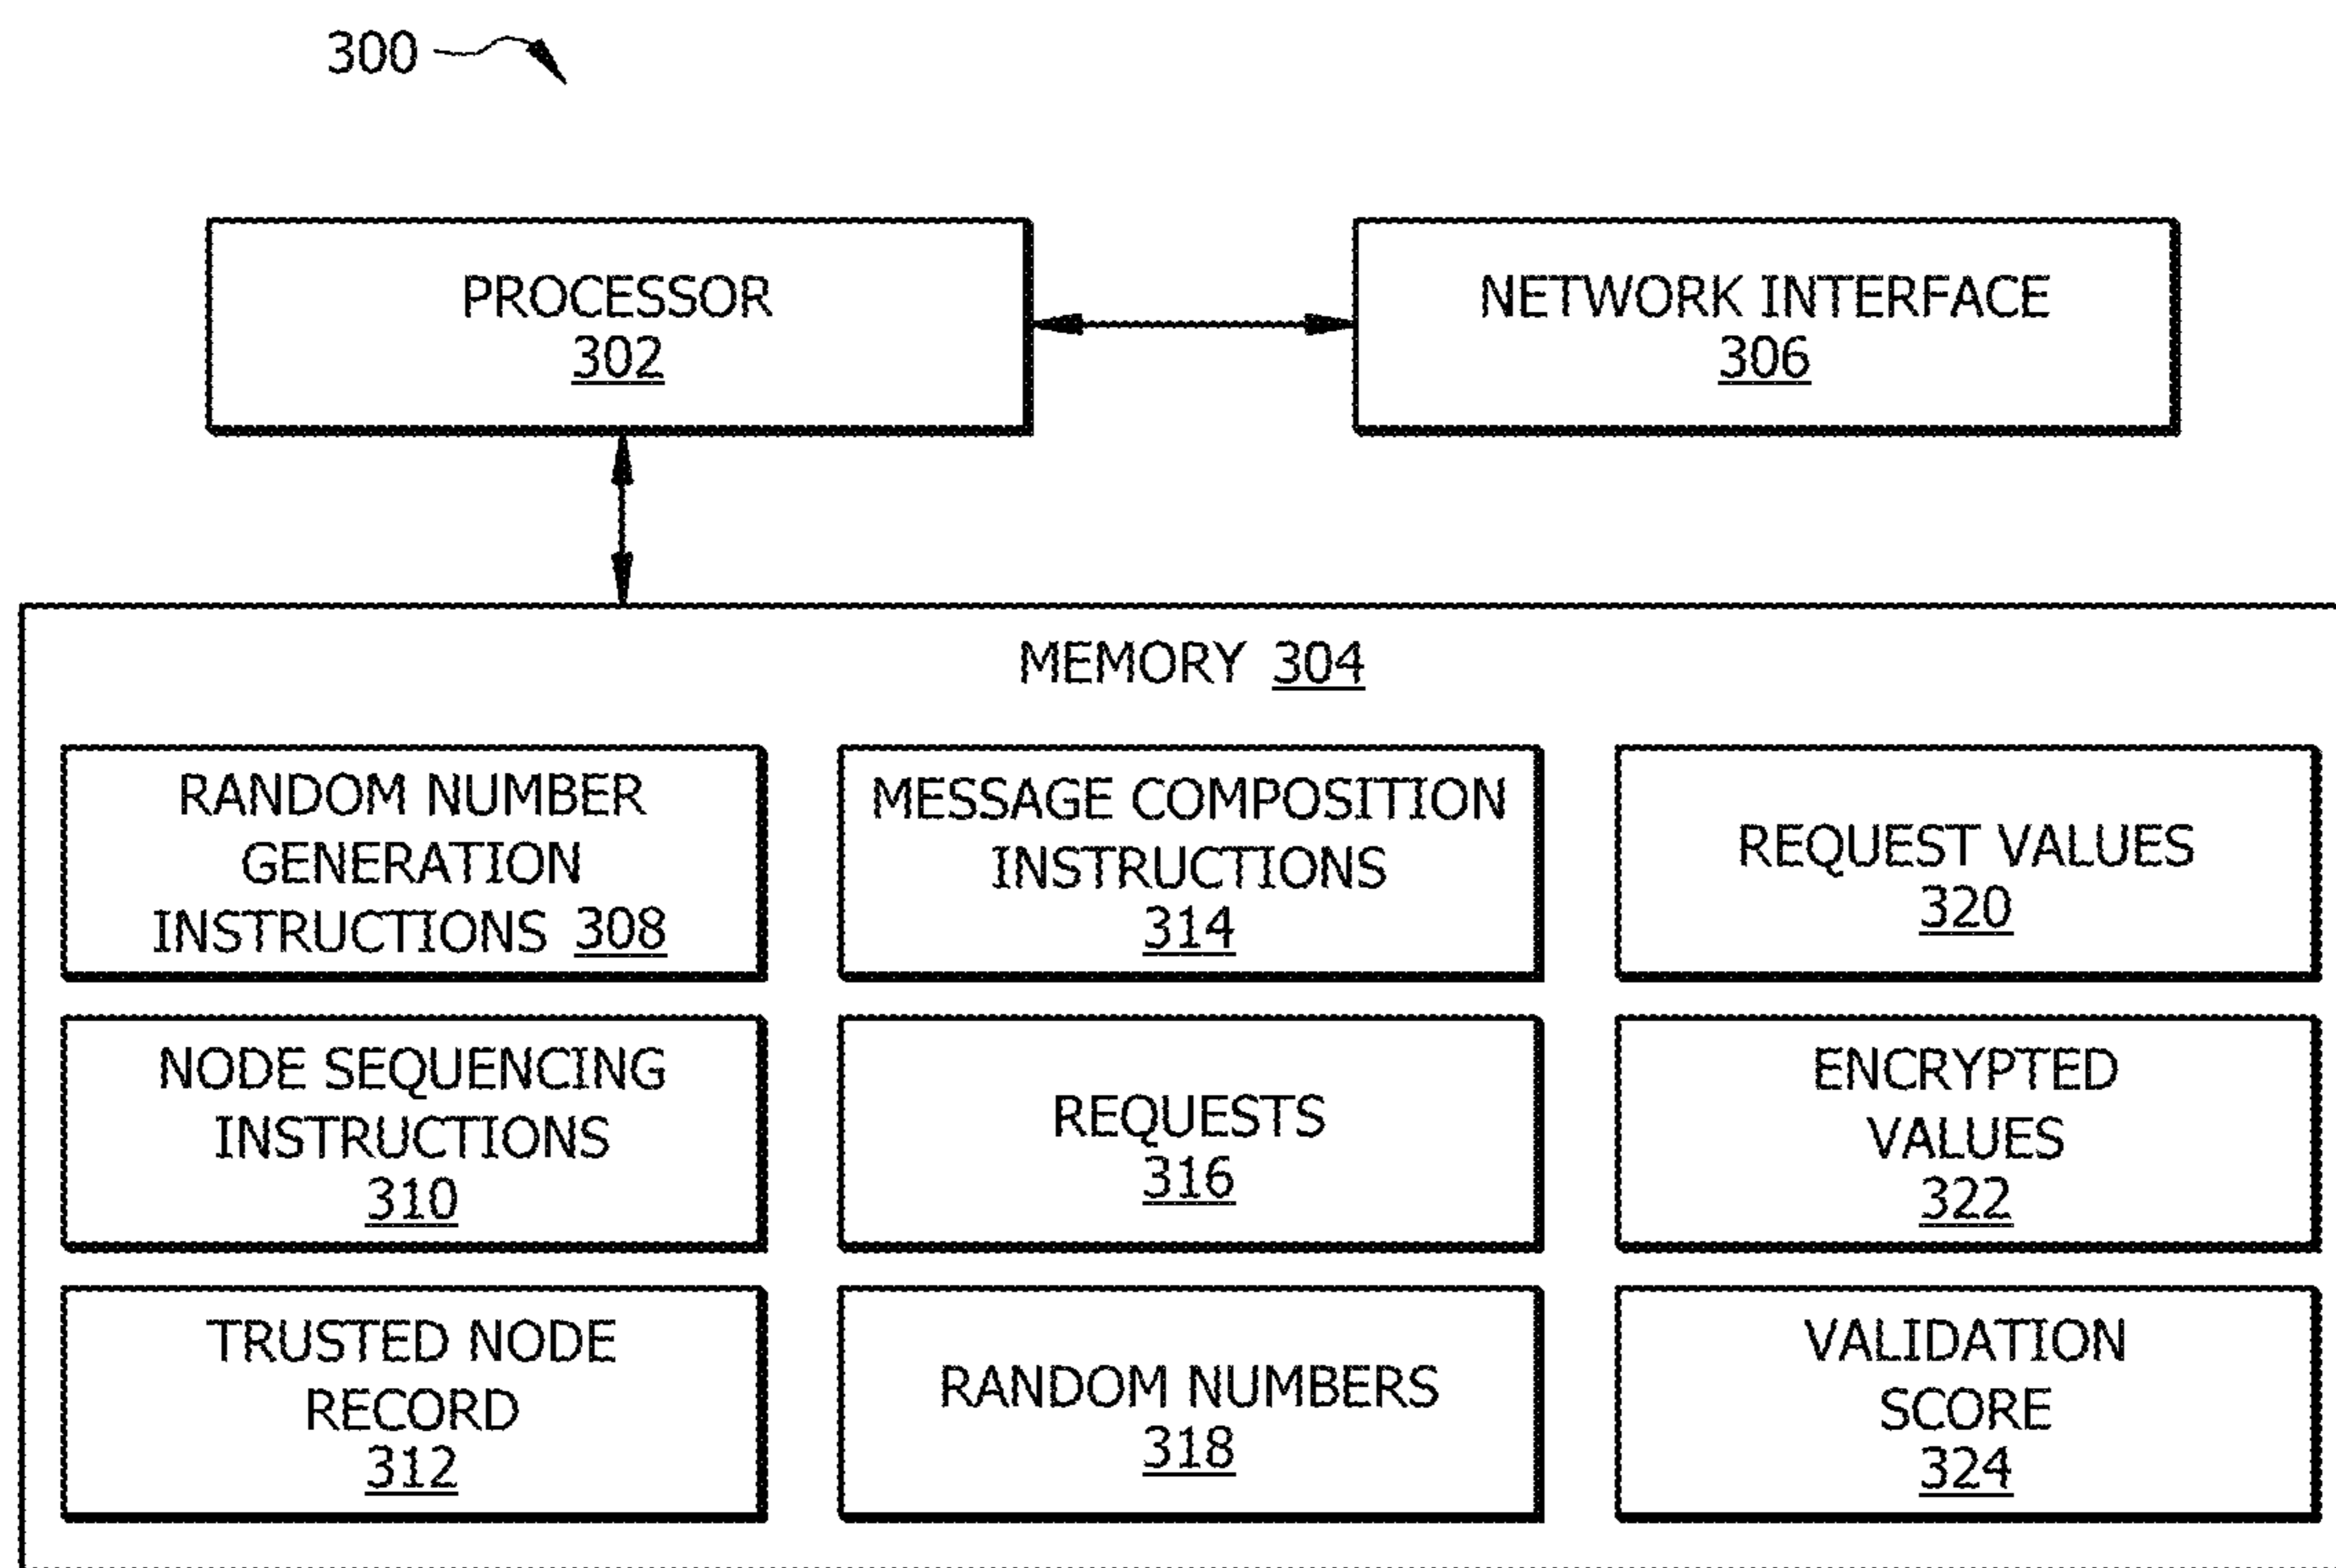 300
PROCESSOR
302
NETWORK INTERFACE
306
MEMORY 304
RANDOM NUMBER
GENERATION
INSTRUCTIONS 308
MESSAGE COMPOSITION
INSTRUCTIONS
314
REQUEST VALUES
320
NODE SEQUENCING
INSTRUCTIONS
310
REQUESTS
316
ENCRYPTED
VALUES
322
TRUSTED NODE
RECORD
312
RANDOM NUMBERS
318
VALIDATION
SCORE
324